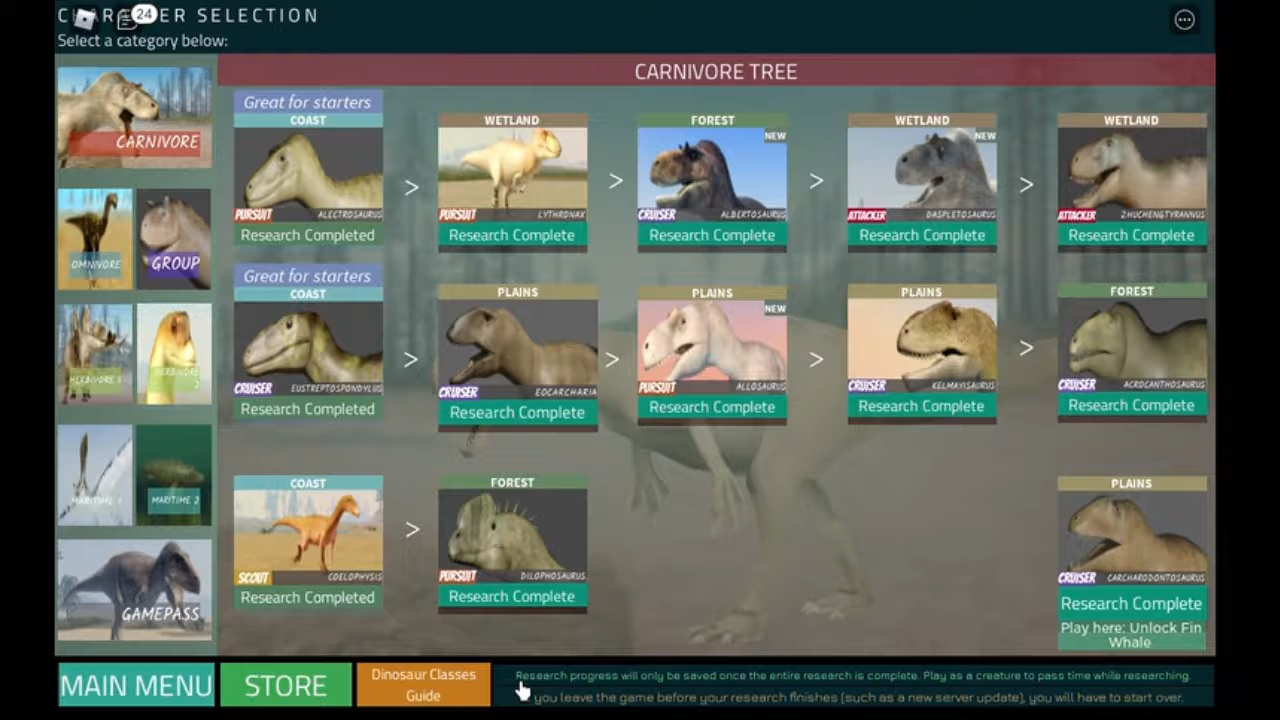 CHARACTER SELECTION
24
Select a category below:
CARNIVORE TREE
CARNIVORE
OMNIVORE
GROUP
HERBIVORE 1
HERBIVORE 2
MARITIME 1
MARITIME 2
GAMEPASS
Great for starters
COAST
PURSUIT ALECTROSAURUS
Research Completed
>
WETLAND
PURSUIT LYTHRONAX
Research Complete
>
FOREST
NEW
CRUISER ALBERTOSAURUS
Research Complete
>
WETLAND
NEW
ATTACKER DASPLETOSAURUS
Research Complete
>
WETLAND
ATTACKER ZHUCHENGTYRANNUS
Research Complete
Great for starters
COAST
CRUISER EUSTREPTOSPONDYLUS
Research Completed
>
PLAINS
CRUISER EOCARCHARIA
Research Complete
>
PLAINS
NEW
PURSUIT ALLOSAURUS
Research Complete
>
PLAINS
CRUISER KELMAYISAURUS
Research Complete
>
FOREST
CRUISER ACROCANTHOSAURUS
Research Complete
COAST
SCOUT COELOPHYSIS
Research Completed
>
FOREST
PURSUIT DILOPHOSAURUS
Research Complete
PLAINS
CRUISER CARCHARODONTOSAURUS
Research Complete
Play here: Unlock Fin
Whale
MAIN MENU
STORE
Dinosaur Classes
Guide
Research progress will only be saved once the entire research is complete. Play as a creature to pass time while researching.
you leave the game before your research finishes (such as a new server update), you will have to start over.